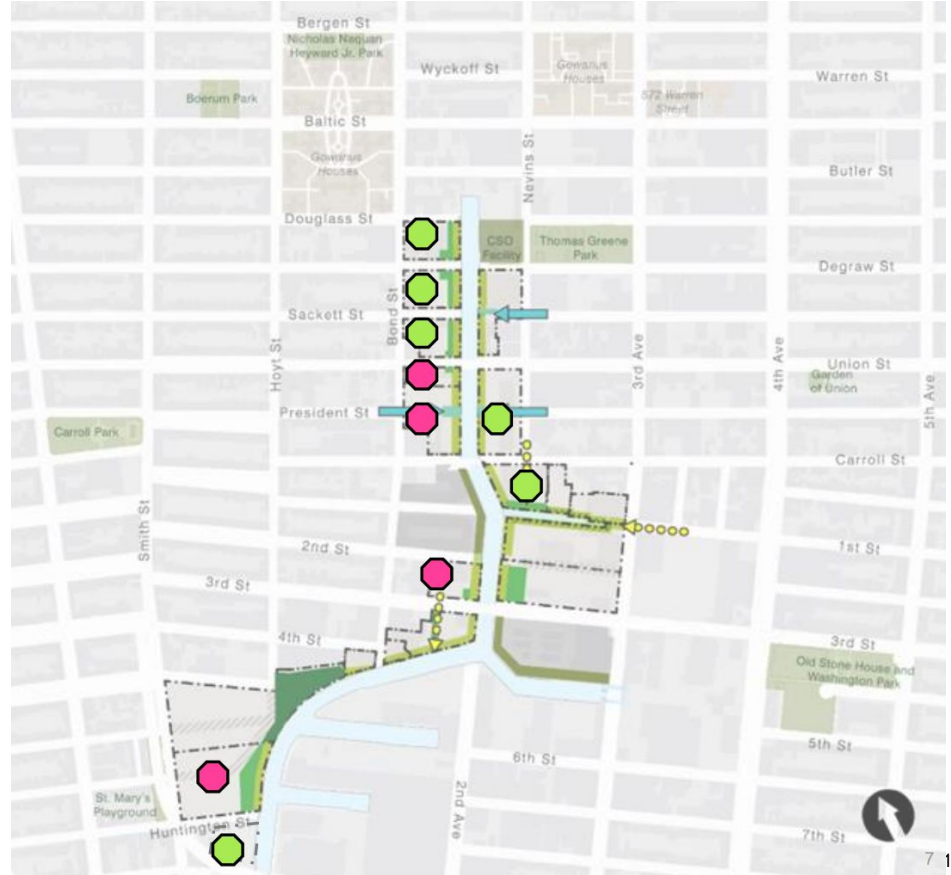 Bergen St
Nicholas Naquan
Heyward Jr. Park
Wyckoff St
Gowanus
Houses
Warren St
Boerum Park
572 Warren
Street
Baltic St
Gowanus
Houses
Nevins St
Butler St
Douglass St
CSO
Facility
Thomas Greene
Park
Degraw St
Bond St
Sackett St
Hoyt St
3rd Ave
4th Ave
Union St
Garden
of Union
5th Ave
President St
Carroll Park
Carroll St
Smith St
2nd St
1st St
3rd St
4th St
3rd St
Old Stone House and
Washington Park
5th St
6th St
2nd Ave
St. Mary's
Playground
Huntington St
7th St
7 1